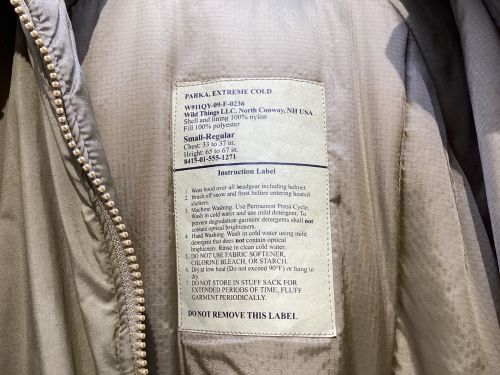 PARKA, EXTREME COLD
W911QY-09-F-0236
Wild Things LLC. North Conway, NH USA
Shell and lining 100% nylon
Fill 100% polyester
Small-Regular
Chest: 33 to 37 in.
Height: 65 to 67 in.
8415-01-555-1271
Instruction Label
1. Wear hood over all headgear including helmet.
2. Brush off snow and frost before entering heated
shelters.
3. Machine Washing. Use Permanent Press Cycle.
Wash in cold water and use mild detergent. To
prevent degradation garment detergents shall not
contain optical brighteners.
4. Hand Washing. Wash in cold water using mild
detergent that does not contain optical
brighteners. Rinse in clean cold water.
5. DO NOT USE FABRIC SOFTENER,
CHLORINE BLEACH, OR STARCH.
6. Dry at low heat (Do not exceed 90°F) or hang to
dry.
7. DO NOT STORE IN STUFF SACK FOR
EXTENDED PERIODS OF TIME, FLUFF
GARMENT PERIODICALLY.
DO NOT REMOVE THIS LABEL